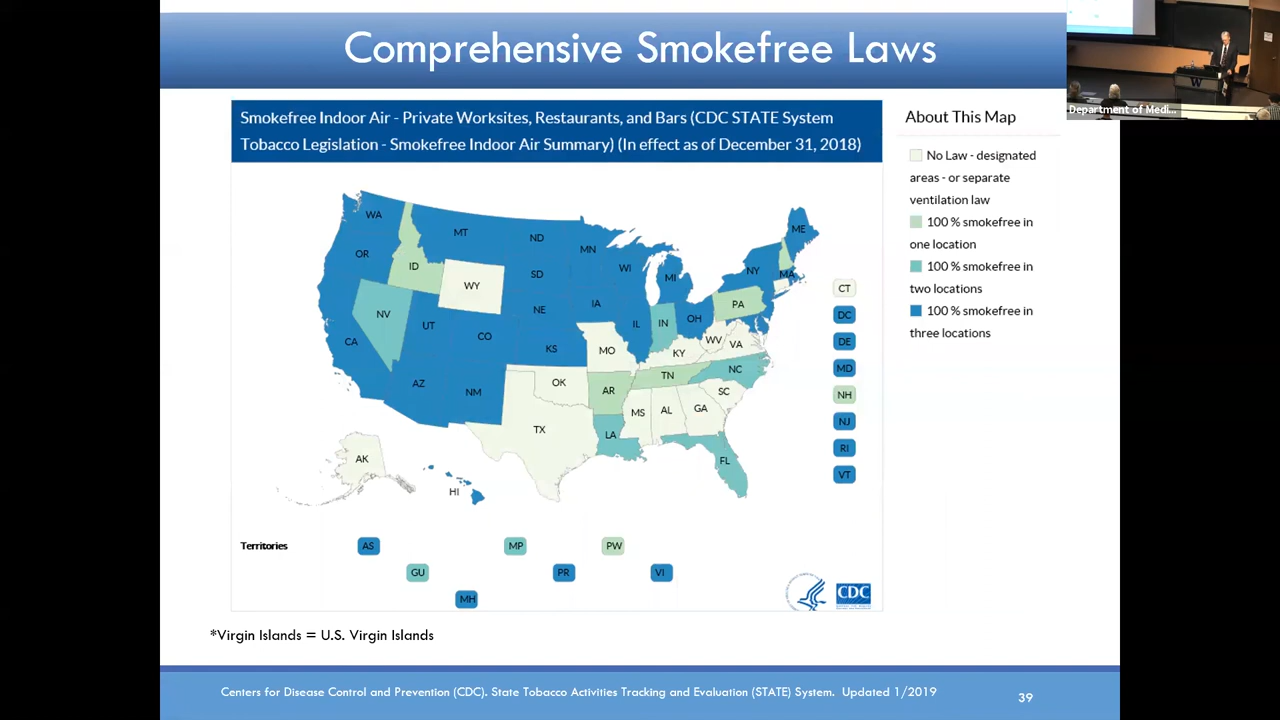 Comprehensive Smokefree Laws
Department of Medi...
W
Smokefree Indoor Air - Private Worksites, Restaurants, and Bars (CDC STATE System
Tobacco Legislation - Smokefree Indoor Air Summary) (In effect as of December 31, 2018)
About This Map
No Law - designated
areas - or separate
ventilation law
100 % smokefree in
one location
100 % smokefree in
two locations
100 % smokefree in
three locations
WA
MT
ND
MN
ME
OR
ID
SD
WI
MI
NY
MA
WY
CT
NV
UT
NE
IA
IL
IN
OH
PA
DC
CA
CO
KS
MO
KY
WV
VA
DE
AZ
NM
OK
AR
TN
NC
MD
TX
LA
MS
AL
GA
SC
NH
FL
NJ
RI
VT
AK
HI
Territories
AS
MP
PW
GU
PR
VI
MH
CDC
*Virgin Islands = U.S. Virgin Islands
Centers for Disease Control and Prevention (CDC). State Tobacco Activities Tracking and Evaluation (STATE) System. Updated 1/2019
39